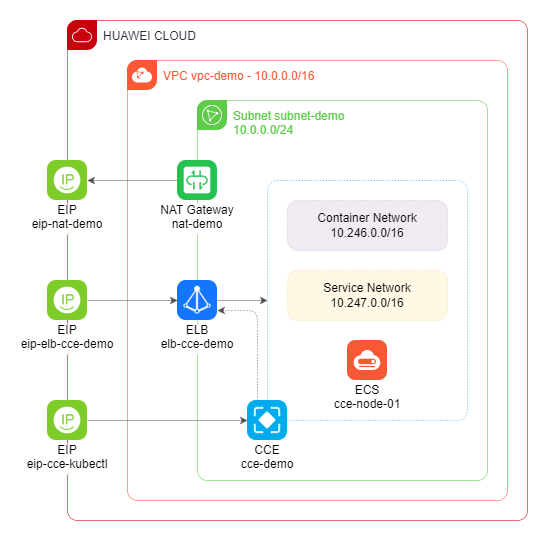 HUAWEI CLOUD
VPC vpc-demo - 10.0.0.0/16
Subnet subnet-demo
10.0.0.0/24
IP
EIP
eip-nat-demo
NAT Gateway
nat-demo
Container Network
10.246.0.0/16
Service Network
10.247.0.0/16
IP
EIP
eip-elb-cce-demo
ELB
elb-cce-demo
ECS
cce-node-01
IP
EIP
eip-cce-kubectl
CCE
cce-demo